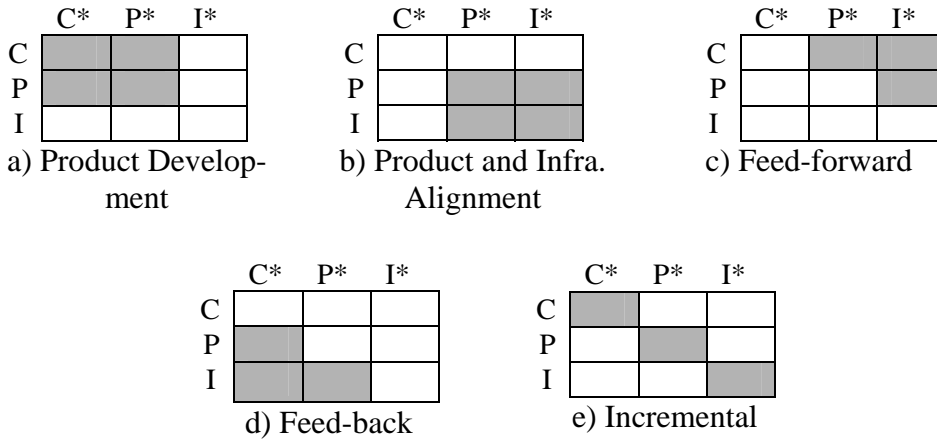 C* P* I*
C
P
I
a) Product Develop-
ment
C* P* I*
C
P
I
b) Product and Infra.
Alignment
C* P* I*
C
P
I
c) Feed-forward
C* P* I*
C
P
I
d) Feed-back
C* P* I*
C
P
I
e) Incremental